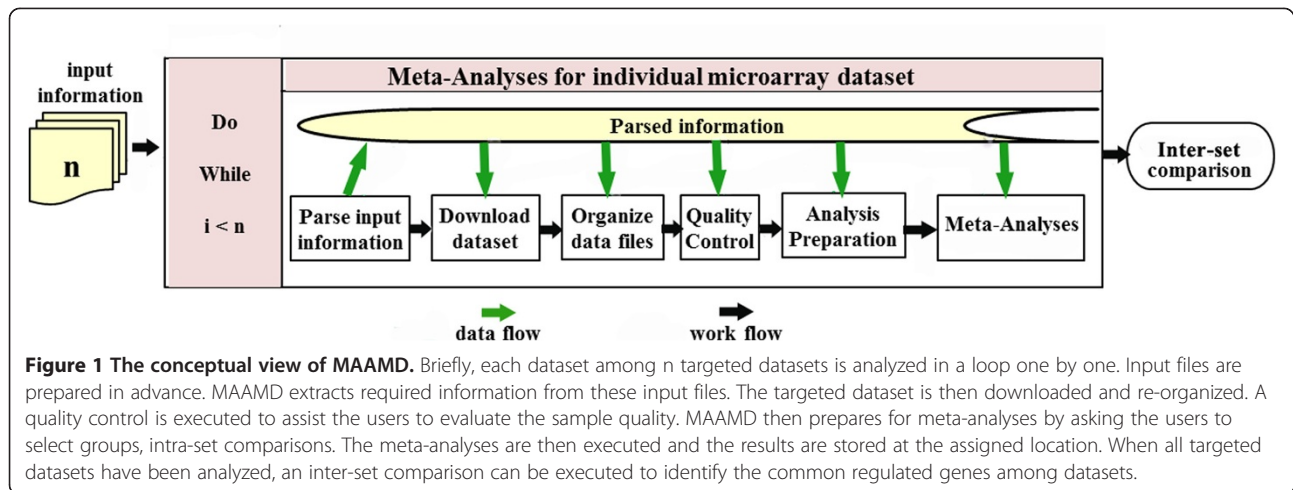 input
information
n
Do
While
i < n
Meta-Analyses for individual microarray dataset
Parsed information
Parse input
information
Download
dataset
Organize
data files
Quality
Control
Analysis
Preparation
Meta-Analyses
Inter-set
comparison
data flow
work flow
Figure 1 The conceptual view of MAAMD. Briefly, each dataset among n targeted datasets is analyzed in a loop one by one. Input files are
prepared in advance. MAAMD extracts required information from these input files. The targeted dataset is then downloaded and re-organized. A
quality control is executed to assist the users to evaluate the sample quality. MAAMD then prepares for meta-analyses by asking the users to
select groups, intra-set comparisons. The meta-analyses are then executed and the results are stored at the assigned location. When all targeted
datasets have been analyzed, an inter-set comparison can be executed to identify the common regulated genes among datasets.